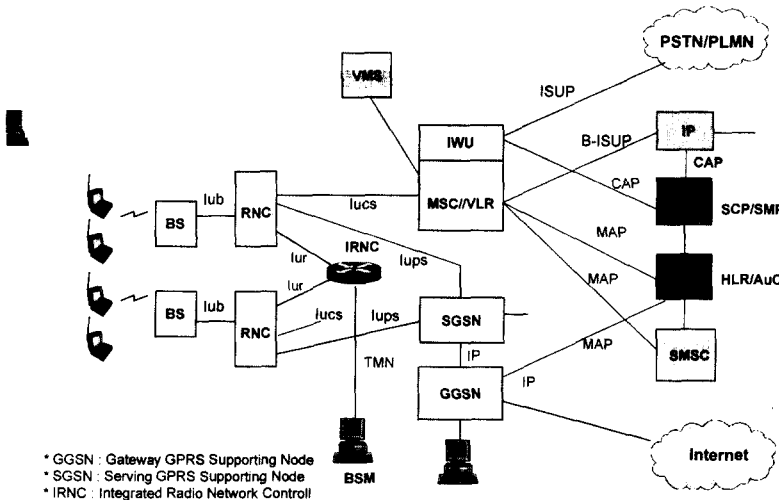 PSTN/PLMN
VMS
ISUP
IWU
B-ISUP
IP
CAP
CAP
MSC//VLR
SCP/SMP
Iub
RNC
Iucs
BS
MAP
IRNC
Iur
Iups
MAP
HLR/AuC
Iur
BS
Iub
RNC
Iucs
Iups
SGSN
MAP
SMSC
TMN
IP
IP
GGSN
BSM
Internet
* GGSN : Gateway GPRS Supporting Node
* SGSN : Serving GPRS Supporting Node
* IRNC : Integrated Radio Network Controll